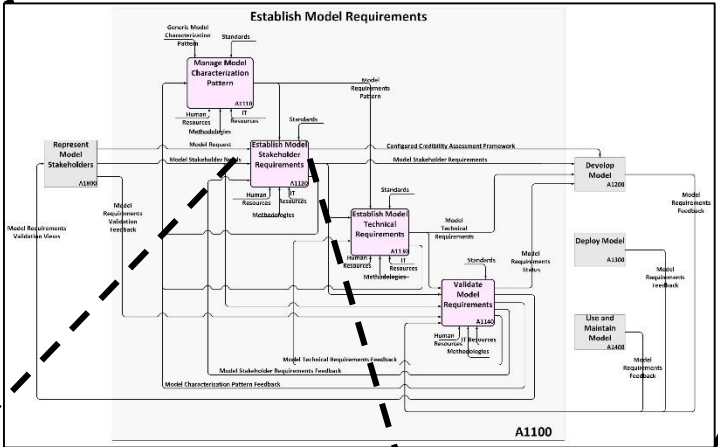 Establish Model Requirements
Generic Model
Characterization
Pattern
Standards
Manage Model
Characterization
Pattern
A1110
Human
Resources
IT
Resources
Methodologies
Model
Requirements
Pattern
Standards
Represent
Model
Stakeholders
A1800
Model Request
Model Stakeholder Needs
Establish Model
Stakeholder
Requirements
A1120
Human
Resources
IT
Resources
Methodologies
Configured Credibility Assessment Framework
Model Stakeholder Requirements
Develop
Model
A1200
Model
Requirements
Feedback
Model Requirements
Validation Views
Model
Requirements
Validation
Feedback
Standards
Establish Model
Technical
Requirements
A1130
Human
Resources
IT
Resources
Methodologies
Model
Technical
Requirements
Model
Requirements
Status
Deploy Model
A1300
Model
Requirements
Feedback
Standards
Validate
Model
Requirements
A1140
Human
Resources
IT Resources
Methodologies
Use and
Maintain
Model
A1400
Model
Requirements
Feedback
Model Technical Requirements Feedback
Model Stakeholder Requirements Feedback
Model Characterization Pattern Feedback
A1100